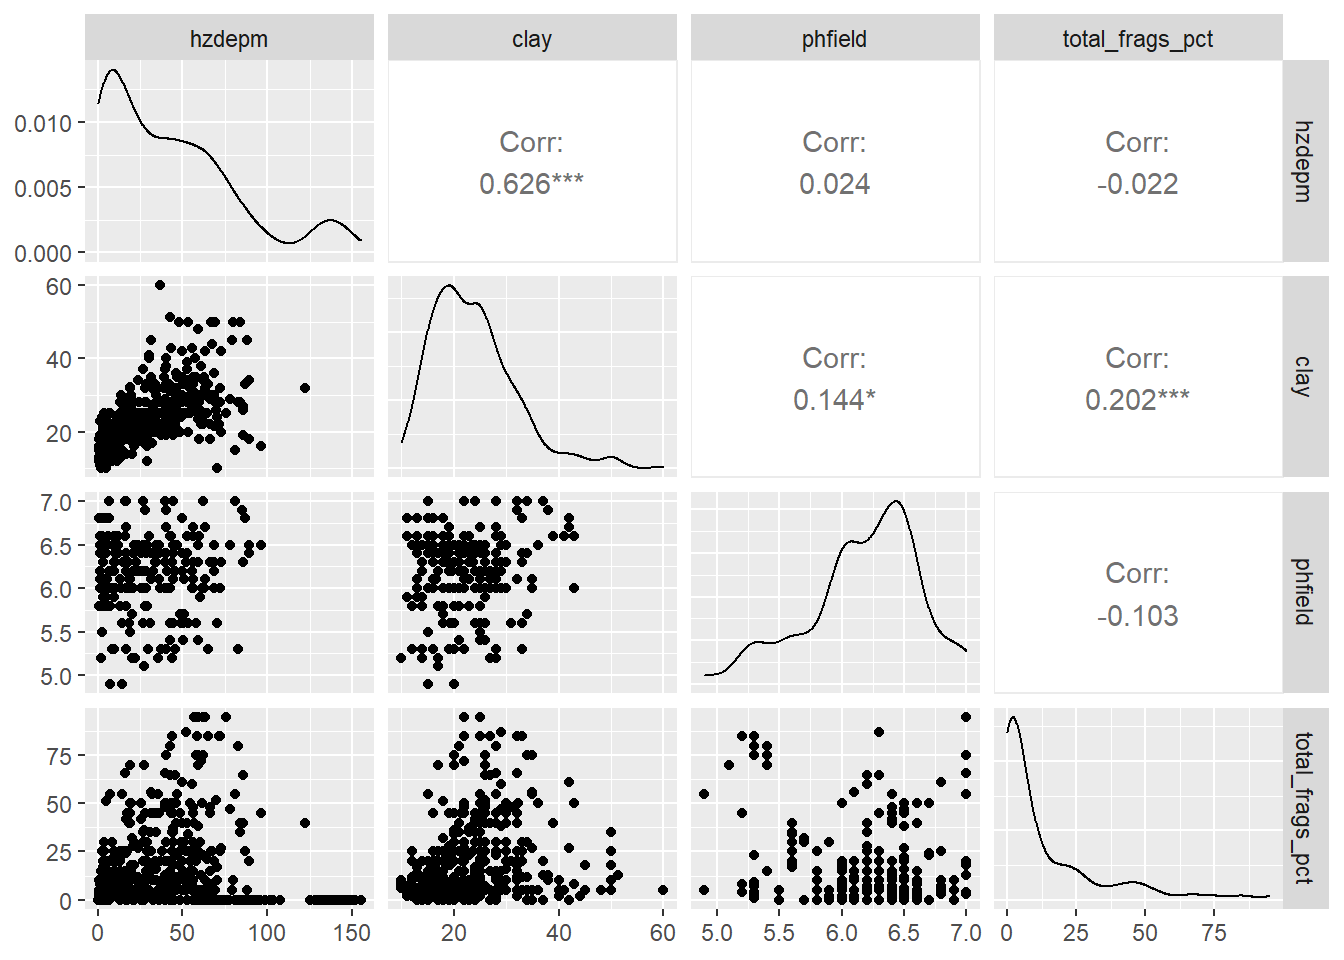 hzdepm
clay
phfield
total_frags_pct
0.010
0.005
0.000
Corr:
0.626***
Corr:
0.024
Corr:
-0.022
hzdepm
60
40
20
Corr:
0.144*
Corr:
0.202***
clay
7.0
6.5
6.0
5.5
5.0
Corr:
-0.103
phfield
75
50
25
0
total_frags_pct
0 50 100 150
20 40 60
5.0 5.5 6.0 6.5 7.0
0 25 50 75